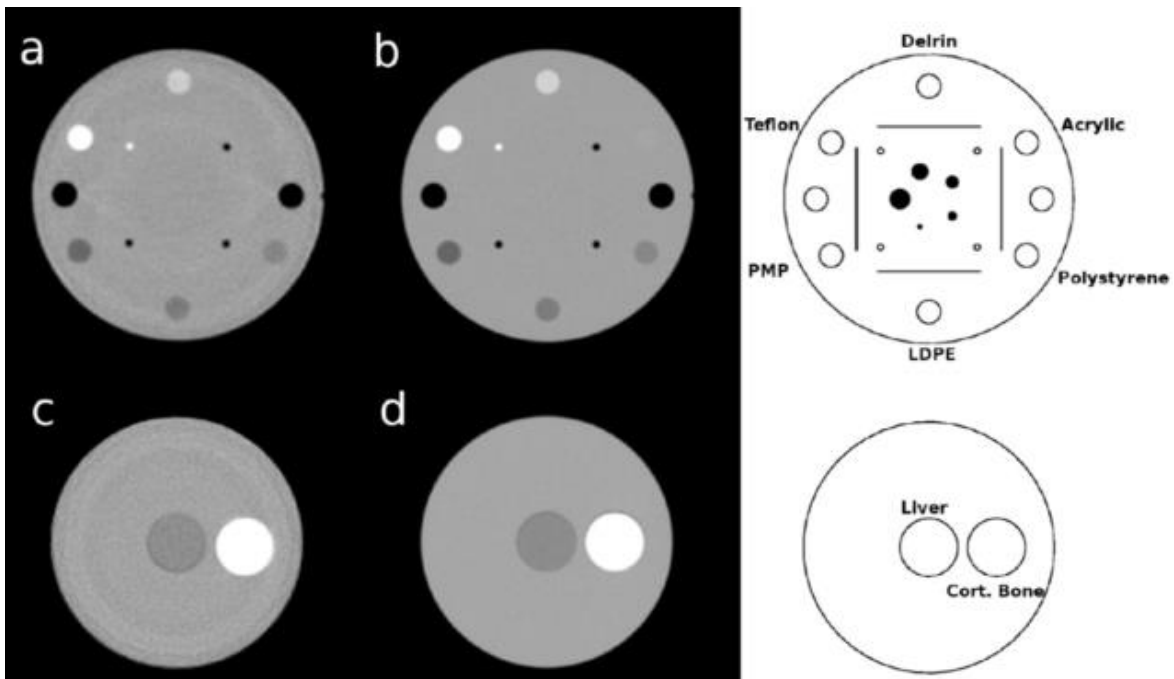 a
b
Delrin
Teflon
Acrylic
PMP
Polystyrene
LDPE
c
d
Liver
Cort. Bone